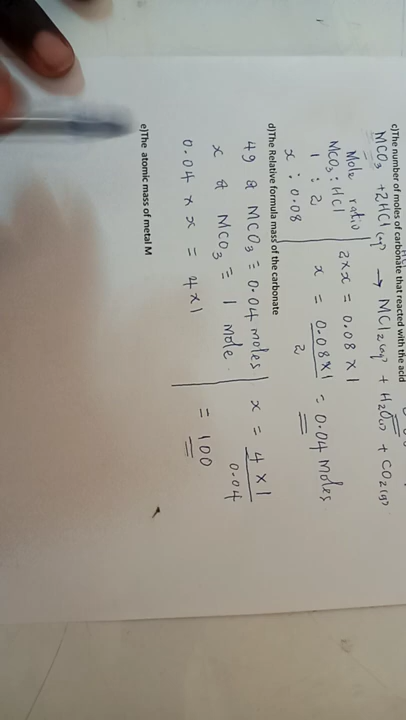 c)The number of moles of carbonate that reacted with the acid
MCO₃ +2HCl(aq) → MCl₂(aq) + H₂O(l) + CO₂(g)
Mole ratio
MCO₃ : HCl
1 : 2
x : 0.08
2 × x = 0.08 × 1
x = 0.08 × 1 / 2 = 0.04 Moles
d)The Relative formula mass of the carbonate
4g of MCO₃ = 0.04 moles
x of MCO₃ = 1 Mole.
0.04 × x = 4 × 1
x = 4 × 1 / 0.04
= 100
e)The atomic mass of metal M